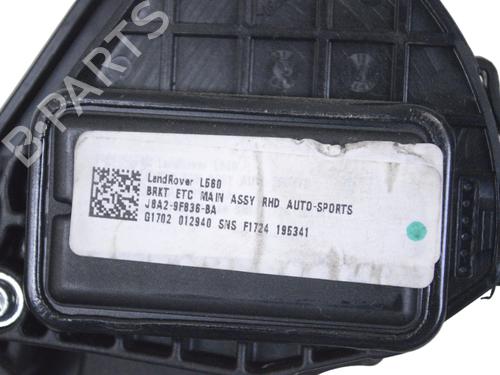 B-PARTS
LandRover L560
BRKT ETC MAIN ASSY RHD AUTO-SPORTS
J8A2-9F836-BA
G1702 012940 SNS F1724 195341